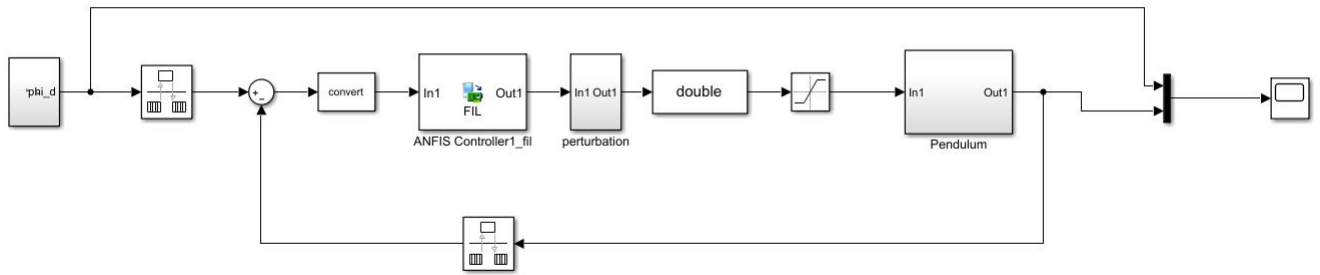 phi_d
+
-
convert
In1
Out1
FIL
ANFIS Controller1_fil
In1 Out1
perturbation
double
In1
Out1
Pendulum